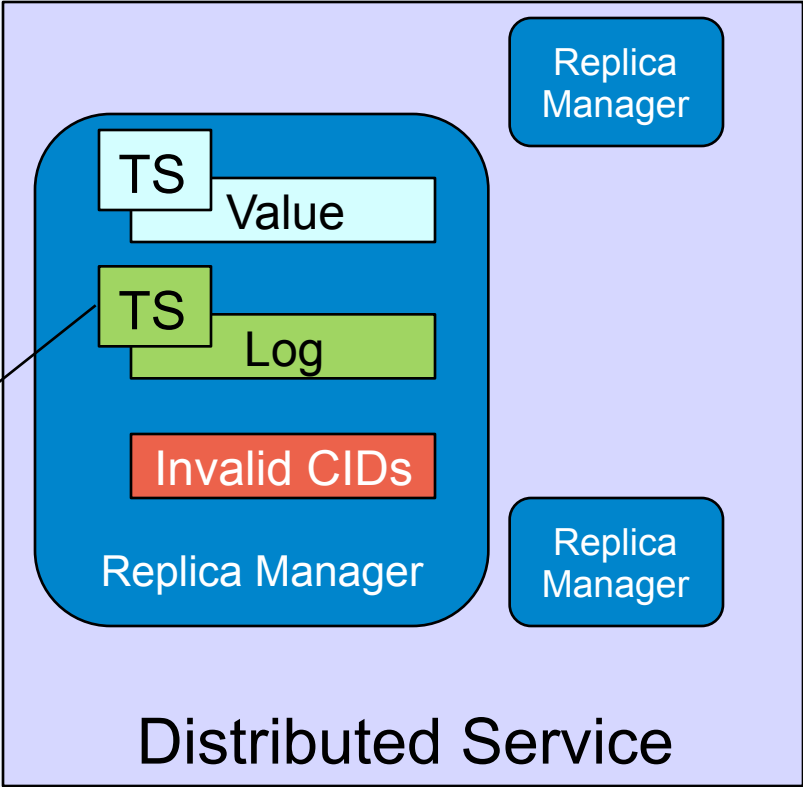 Replica
Manager
TS
Value
TS
Log
Invalid CIDs
Replica Manager
Replica
Manager
Distributed Service